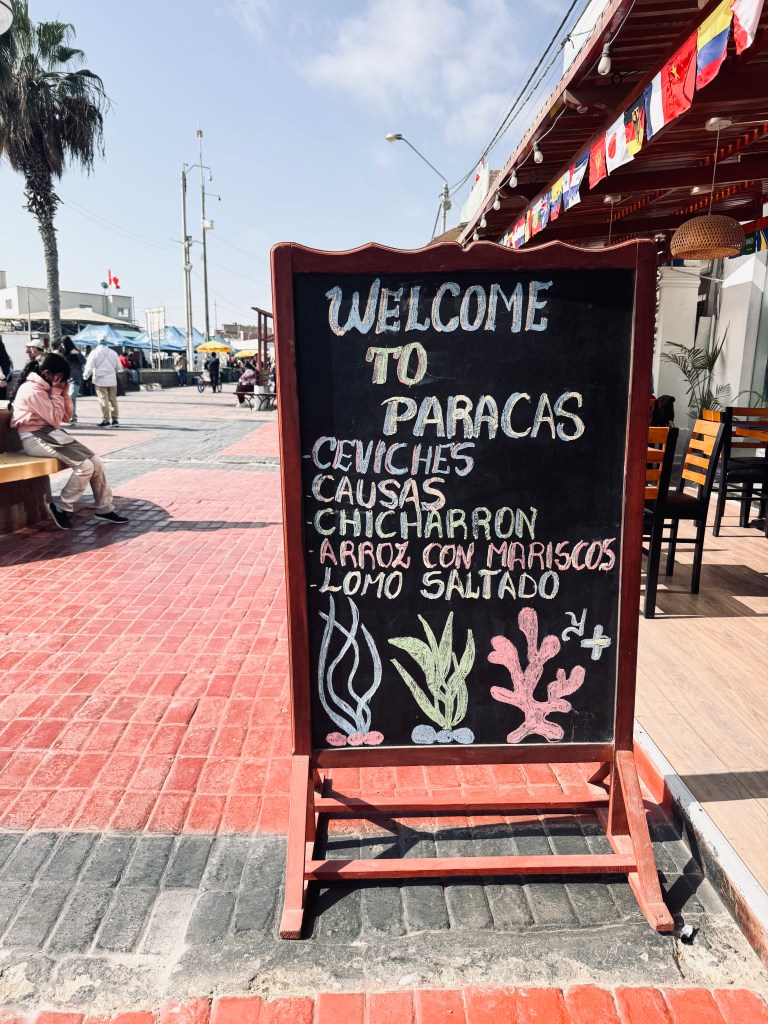 WELCOME
TO
PARACAS
-CEVICHES
-CAUSAS
-CHICHARRON
-ARROZ CON MARISCOS
-LOMO SALTADO
y +